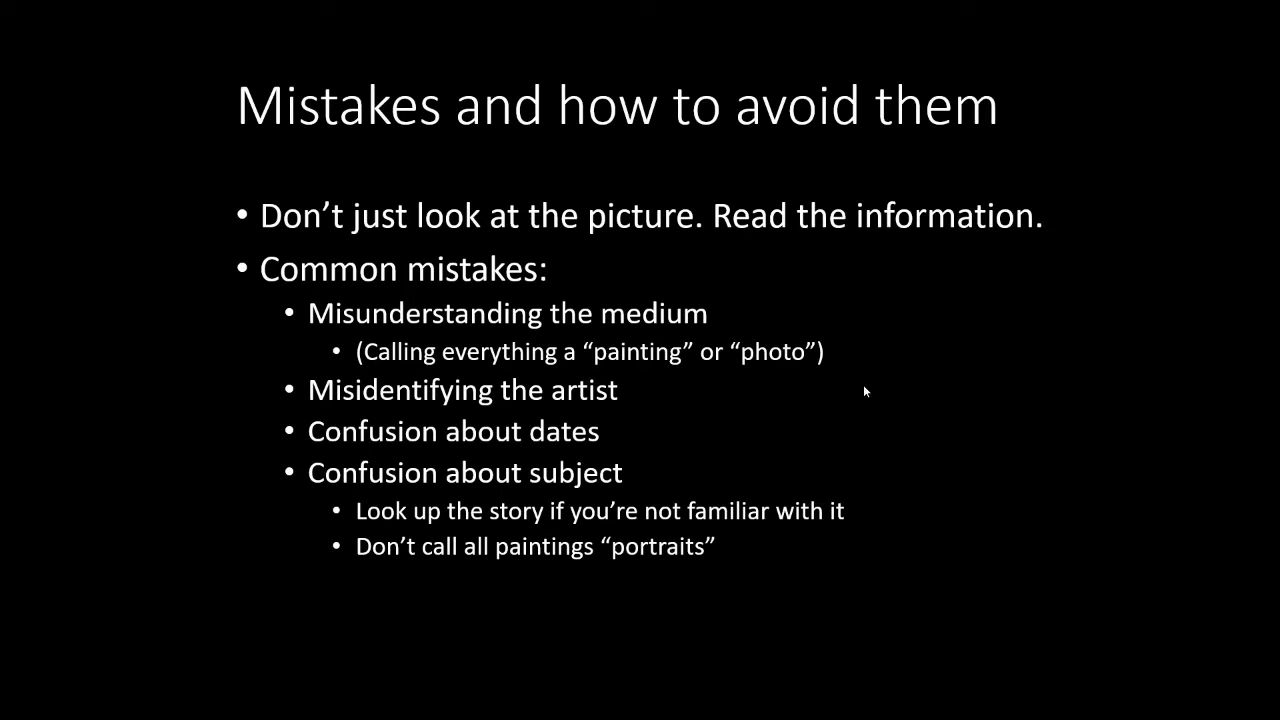 Mistakes and how to avoid them
• Don’t just look at the picture. Read the information.
• Common mistakes:
• Misunderstanding the medium
• (Calling everything a “painting” or “photo”)
• Misidentifying the artist
• Confusion about dates
• Confusion about subject
• Look up the story if you’re not familiar with it
• Don’t call all paintings “portraits”